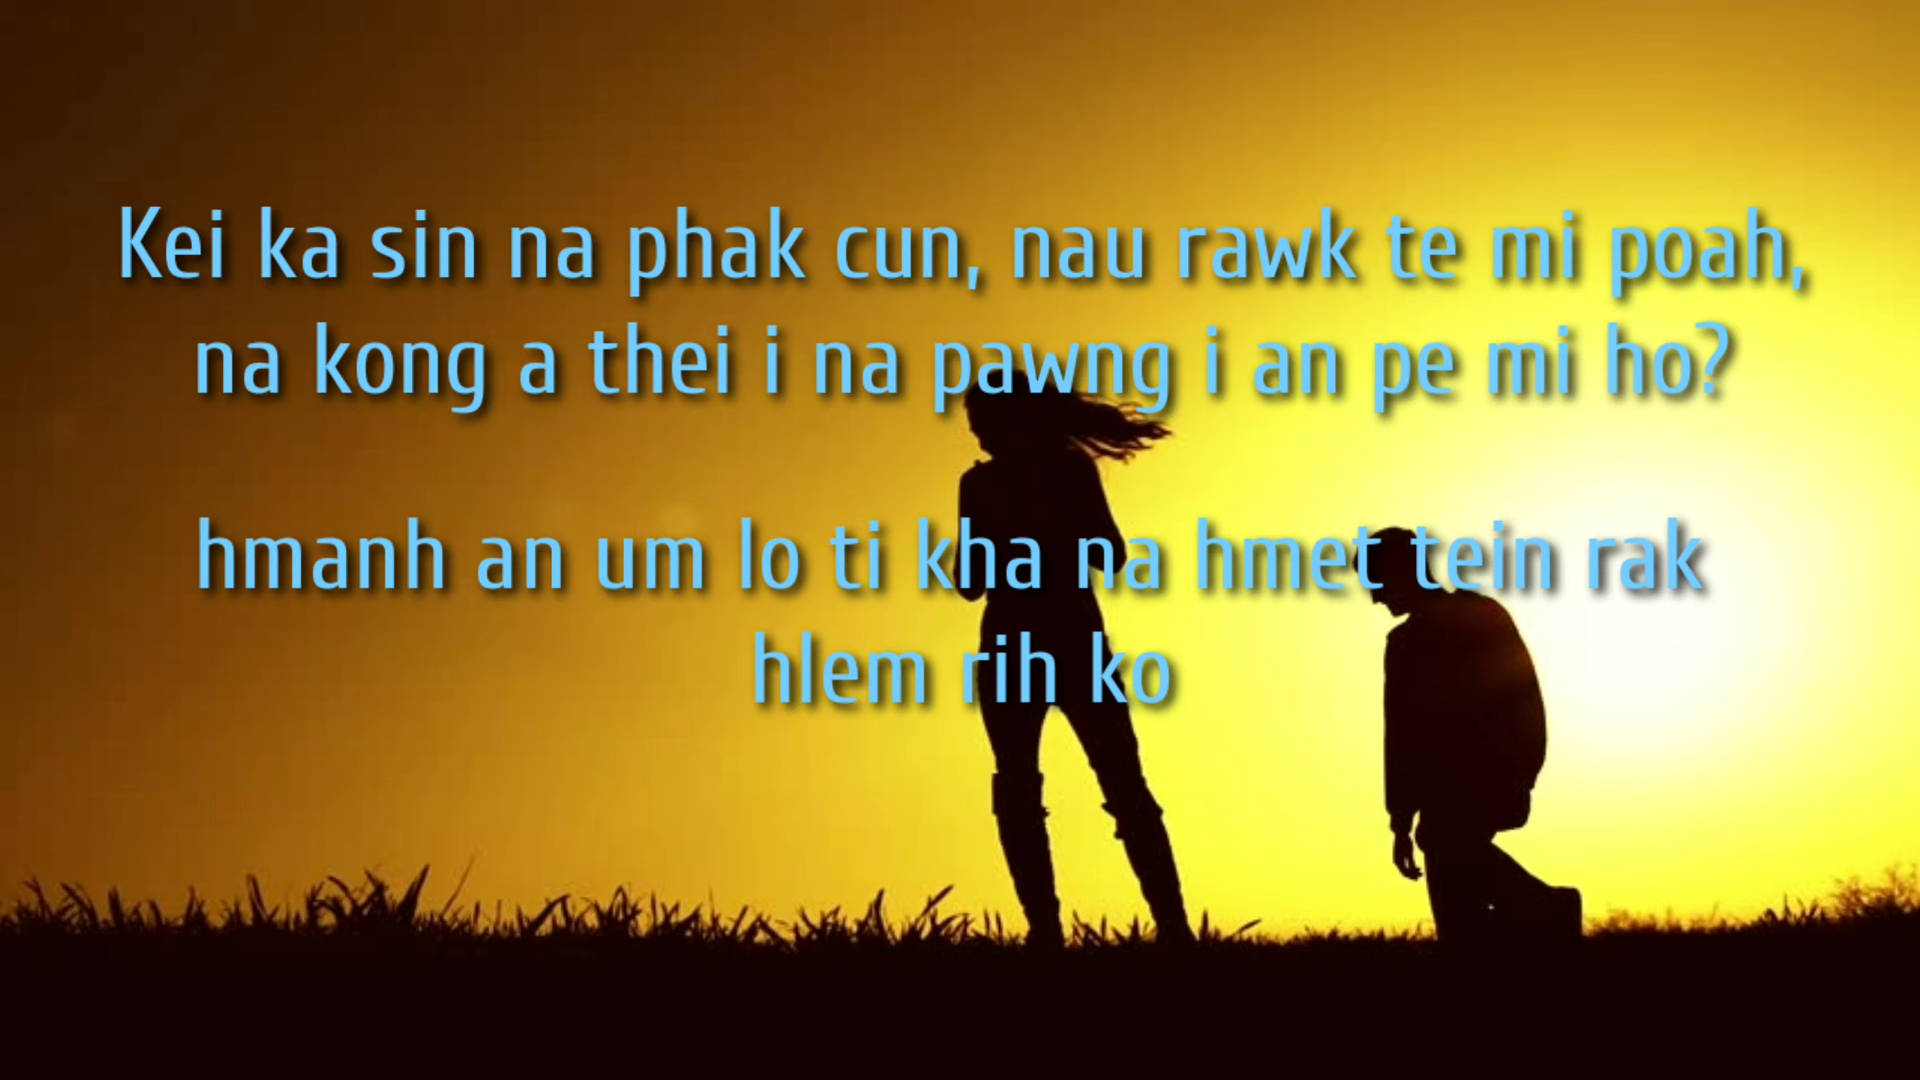 Kei ka sin na phak cun, nau rawk te mi poah,
na kong a thei i na pawng i an pe mi ho?
hmanh an um lo ti kha na hmet tein rak
hlem rih ko